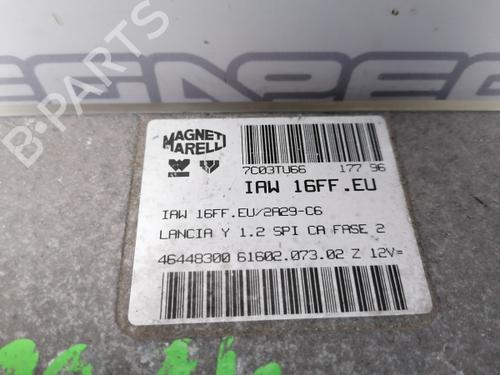 B-PARTS
MAGNETI
MARELLI
7C03TU66 177 96
IAW 16FF.EU
IAW 16FF.EU/2A29-C6
LANCIA Y 1.2 SPI CA FASE 2
46448300 61602.073.02 Z 12V=